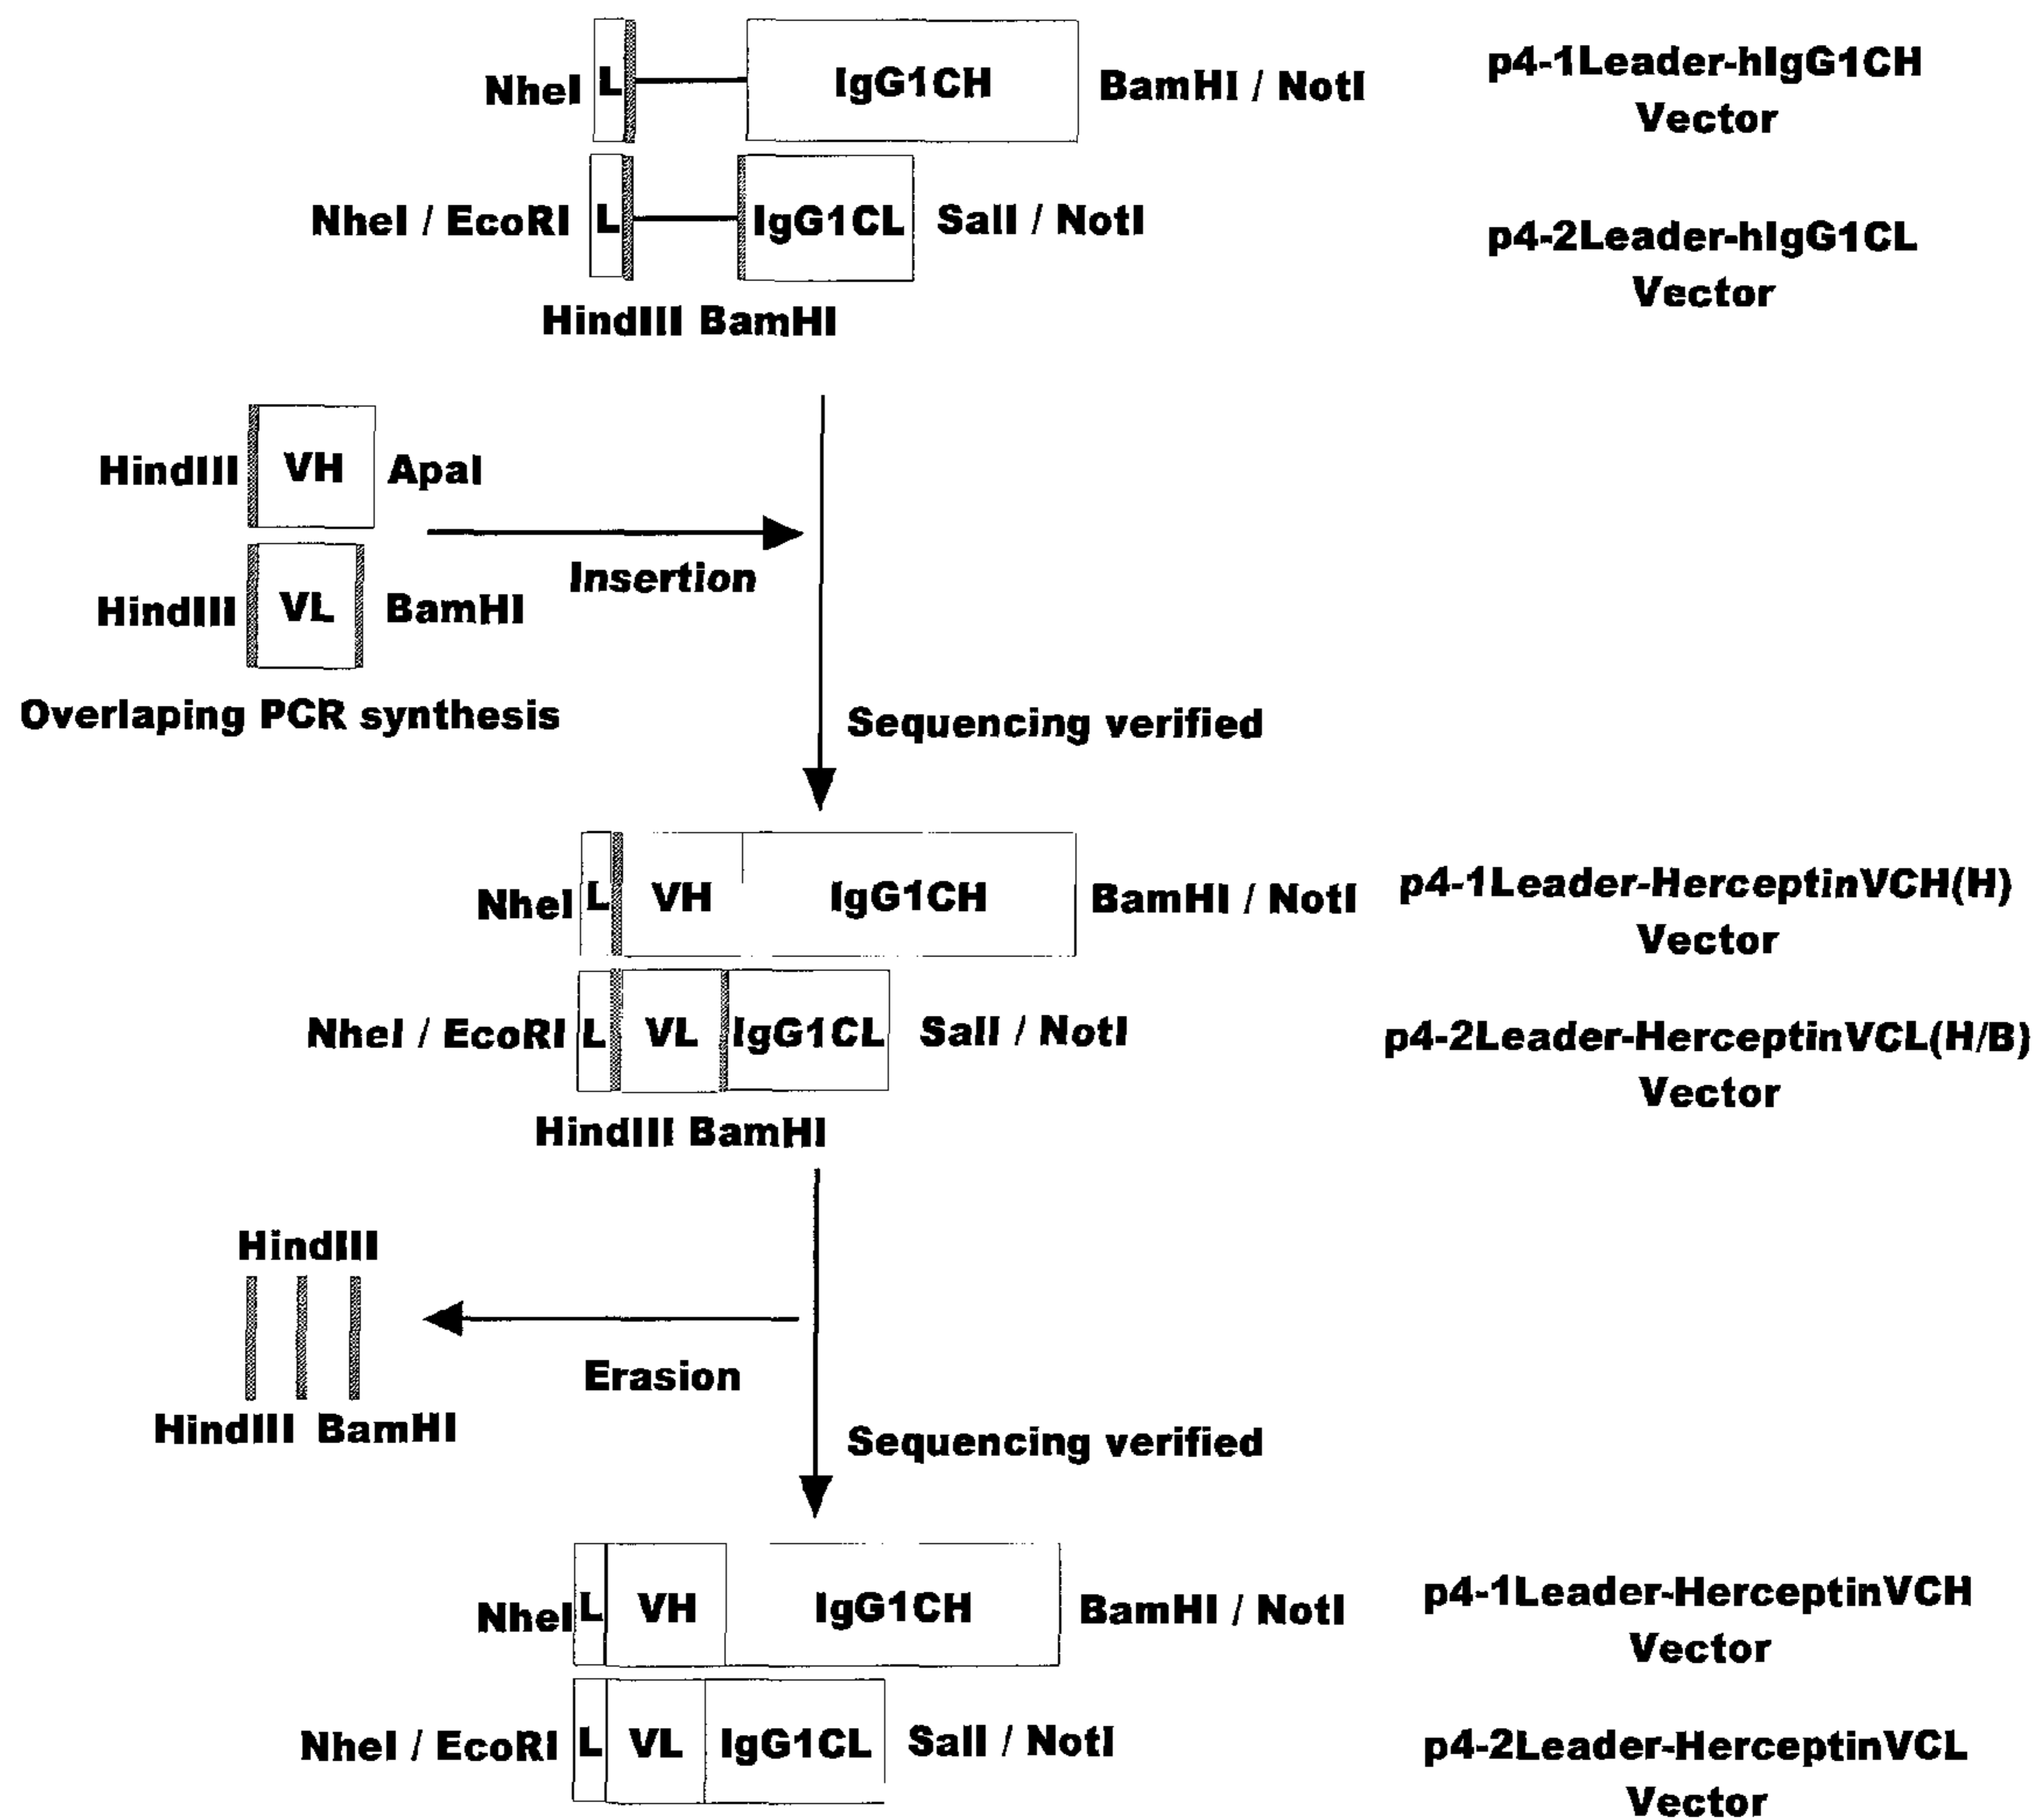 NheI L IgG1CH BamHI / NotI p4-1Leader-hIgG1CH
Vector
NheI / EcoRI L IgG1CL SalI / NotI p4-2Leader-hIgG1CL
Vector
HindIII BamHI
HindIII VH ApaI
Insertion
HindIII VL BamHI
Overlaping PCR synthesis
Sequencing verified
NheI L VH IgG1CH BamHI / NotI p4-1Leader-HerceptinVCH(H)
Vector
NheI / EcoRI L VL IgG1CL SalI / NotI p4-2Leader-HerceptinVCL(H/B)
Vector
HindIII BamHI
HindIII
Erasion
HindIII BamHI
Sequencing verified
NheI L VH IgG1CH BamHI / NotI p4-1Leader-HerceptinVCH
Vector
NheI / EcoRI L VL IgG1CL SalI / NotI p4-2Leader-HerceptinVCL
Vector